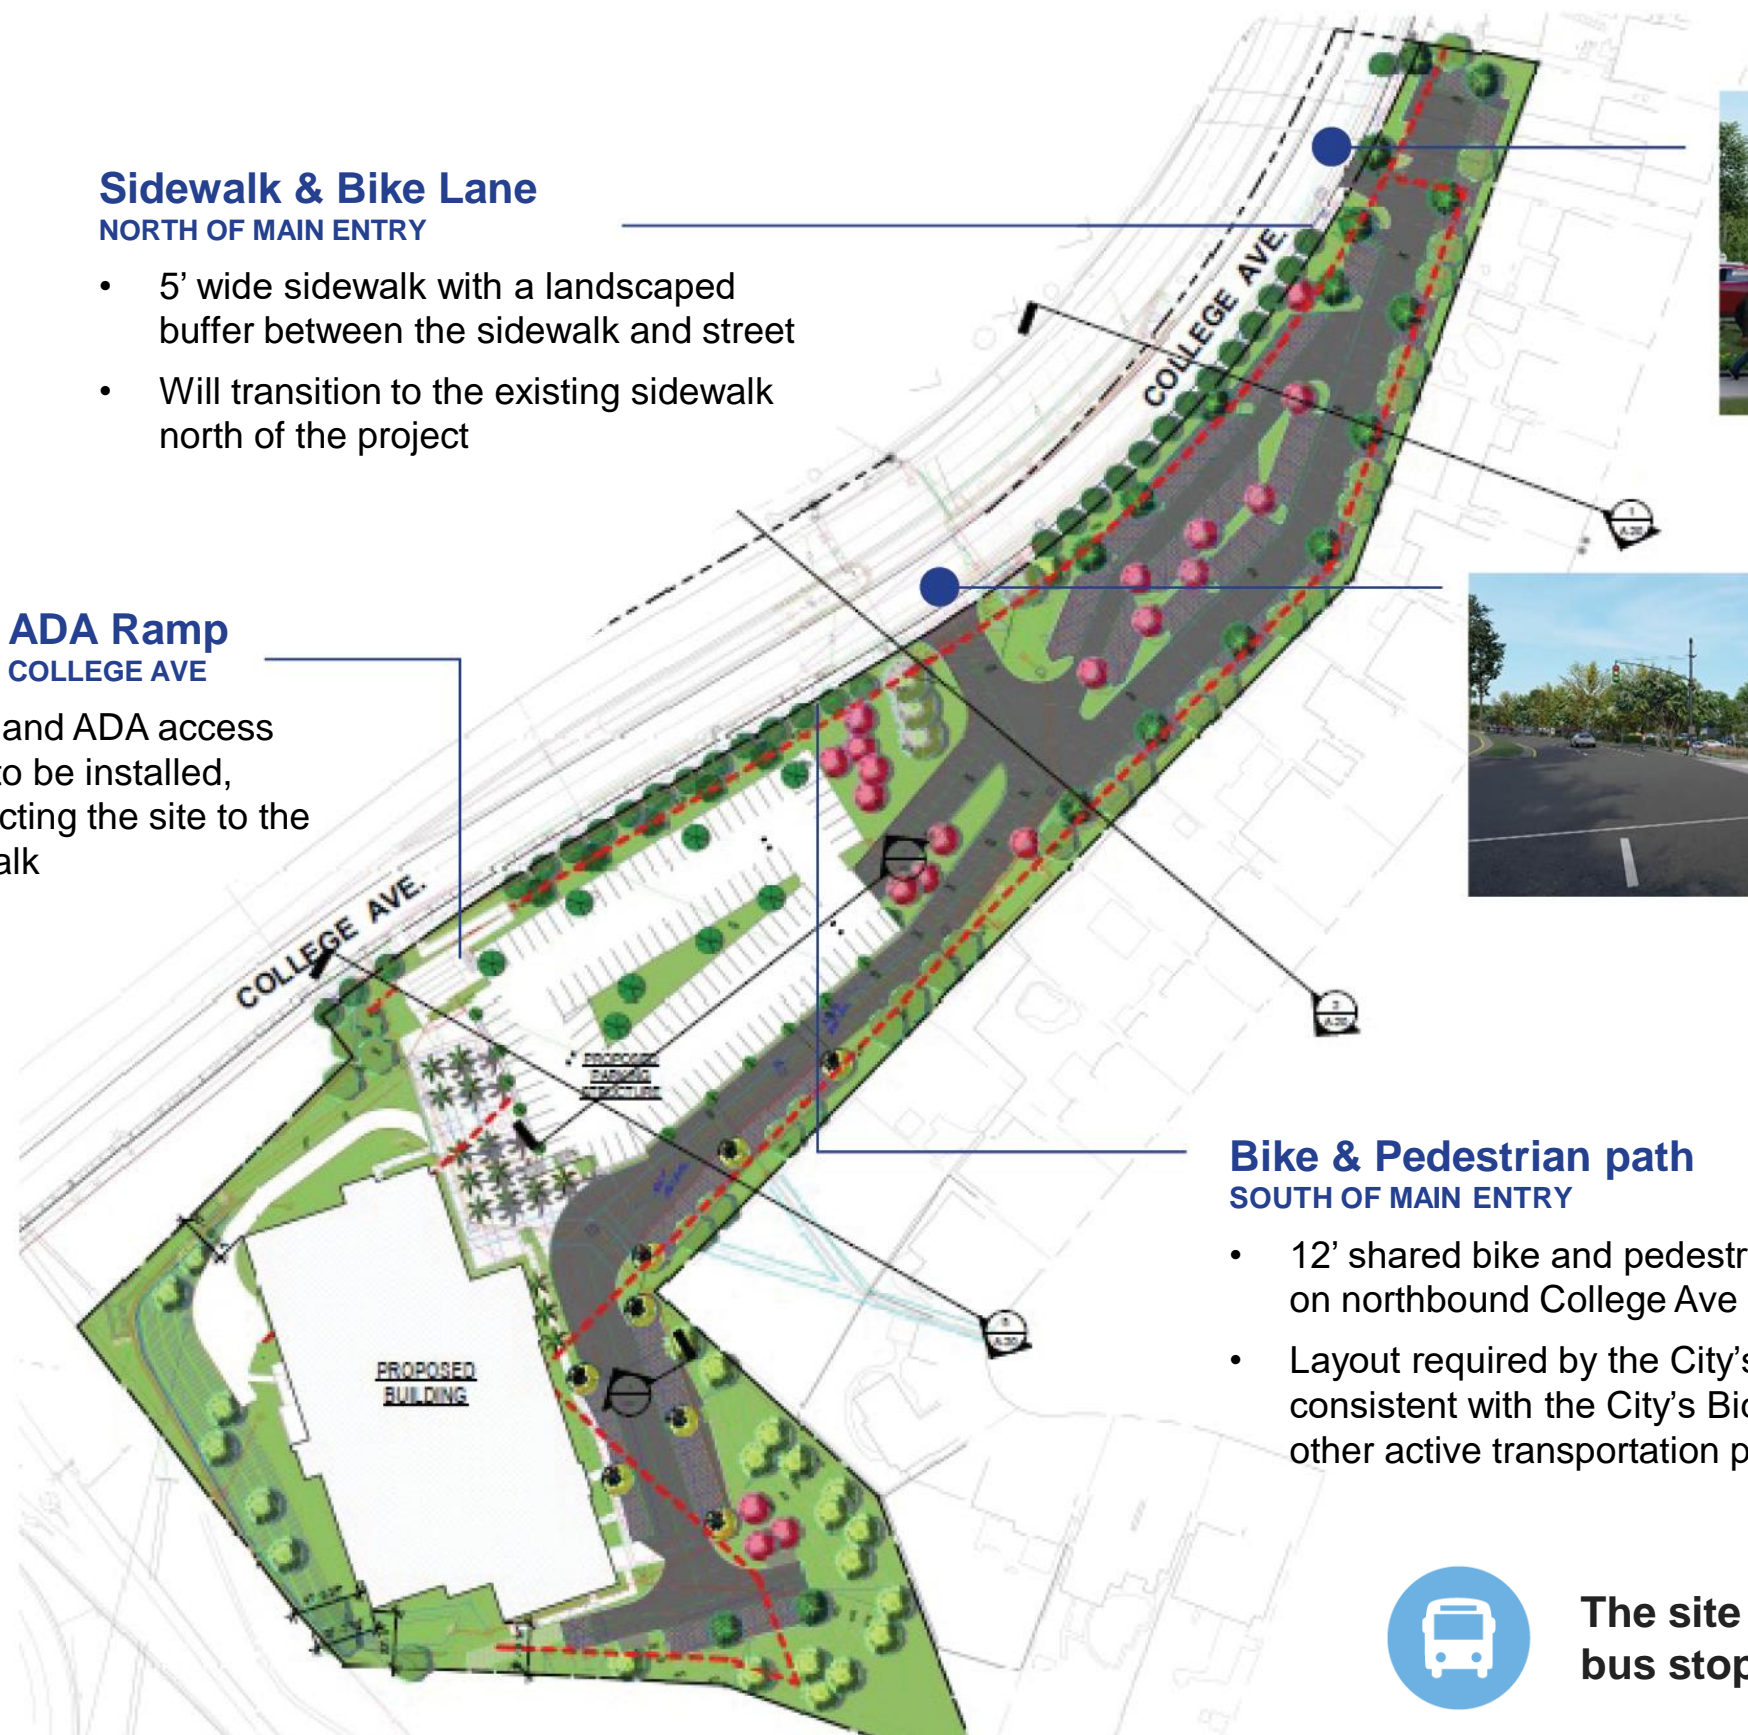 Sidewalk & Bike Lane
NORTH OF MAIN ENTRY
• 5’ wide sidewalk with a landscaped
buffer between the sidewalk and street
• Will transition to the existing sidewalk
north of the project
COLLEGE AVE.
ADA Ramp
COLLEGE AVE
and ADA access
to be installed,
cting the site to the
alk
COLLEGE AVE.
PROPOSED
PARKING
STRUCTURE
PROPOSED
BUILDING
Bike & Pedestrian path
SOUTH OF MAIN ENTRY
• 12’ shared bike and pedestr
on northbound College Ave
• Layout required by the City’s
consistent with the City’s Bic
other active transportation p
The site
bus stop